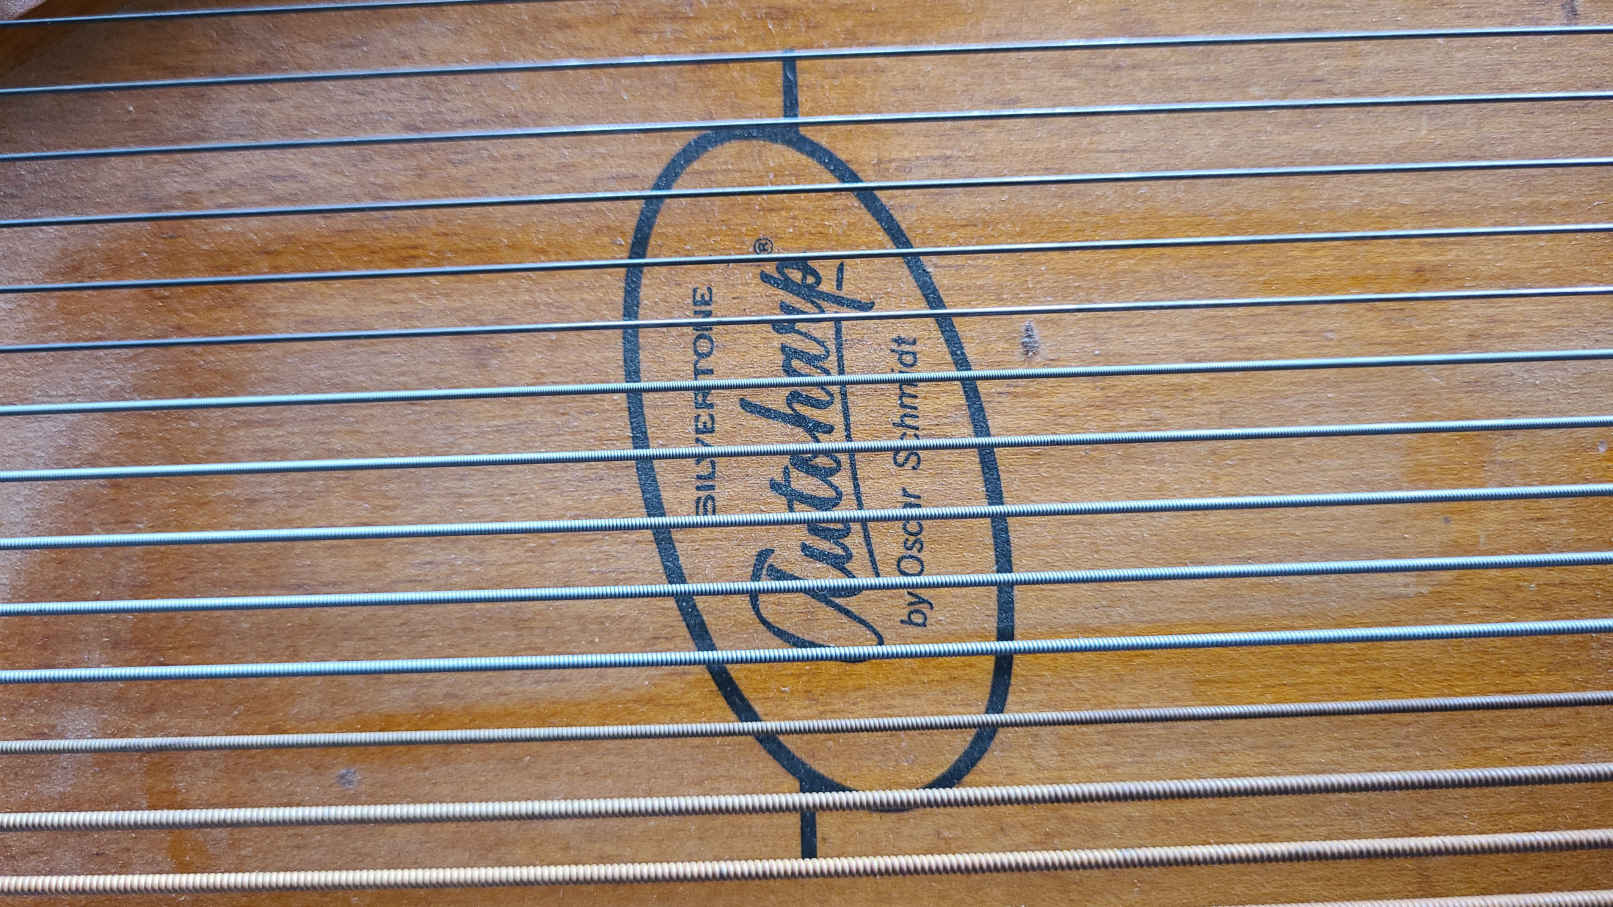 SILVERTONE
Autoharp®
by Oscar Schmidt